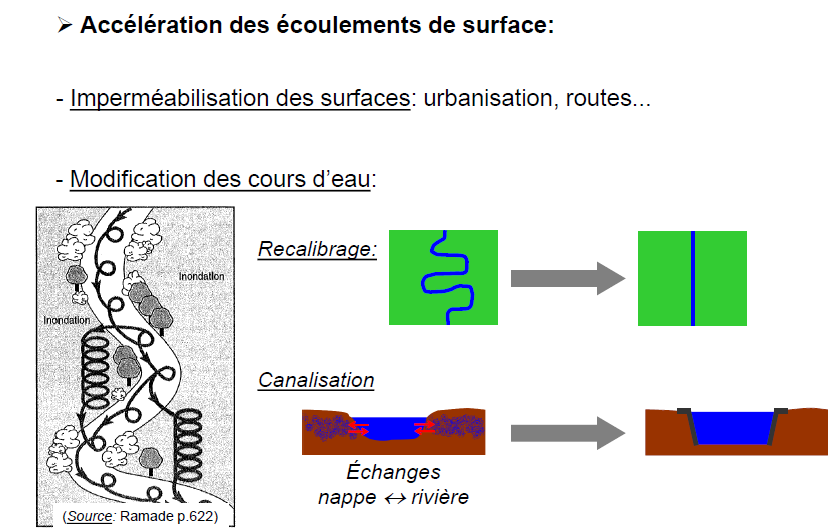 ➢ Accélération des écoulements de surface:
- Imperméabilisation des surfaces: urbanisation, routes...
- Modification des cours d’eau:
Inondation
Inondation
(Source: Ramade p.622)
Recalibrage:
Canalisation
Échanges
nappe ↔ rivière